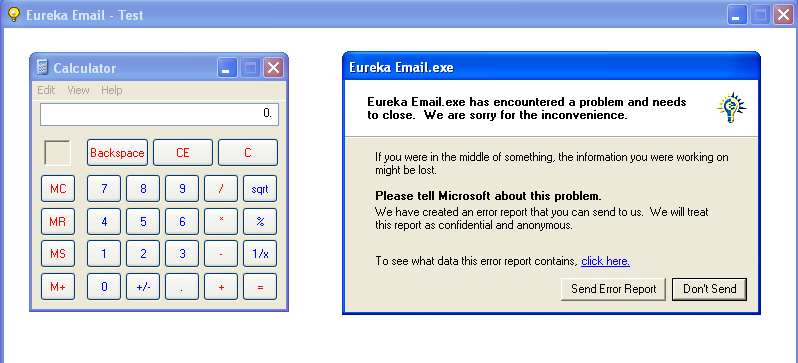 Eureka Email - Test
Calculator
Edit View Help
0.
Backspace CE C
MC 7 8 9 / sqrt
MR 4 5 6 * %
MS 1 2 3 - 1/x
M+ 0 +/- . + =
Eureka Email.exe
Eureka Email.exe has encountered a problem and needs
to close. We are sorry for the inconvenience.
If you were in the middle of something, the information you were working on
might be lost.
Please tell Microsoft about this problem.
We have created an error report that you can send to us. We will treat
this report as confidential and anonymous.
To see what data this error report contains, click here.
Send Error Report Don't Send